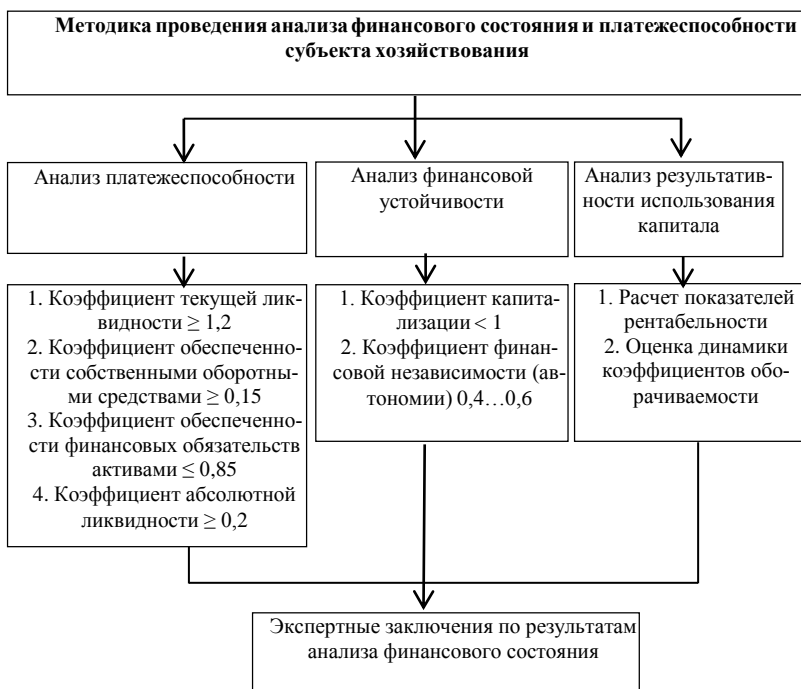 Методика проведения анализа финансового состояния и платежеспособности
субъекта хозяйствования
Анализ платежеспособности
Анализ финансовой
устойчивости
Анализ результатив-
ности использования
капитала
1. Коэффициент текущей лик-
видности ≥ 1,2
2. Коэффициент обеспеченно-
сти собственными оборотны-
ми средствами ≥ 0,15
3. Коэффициент обеспеченно-
сти финансовых обязательств
активами ≤ 0,85
4. Коэффициент абсолютной
ликвидности ≥ 0,2
1. Коэффициент капита-
лизации < 1
2. Коэффициент финан-
совой независимости (ав-
тономии) 0,4…0,6
1. Расчет показателей
рентабельности
2. Оценка динамики
коэффициентов обо-
рачиваемости
Экспертные заключения по результатам
анализа финансового состояния